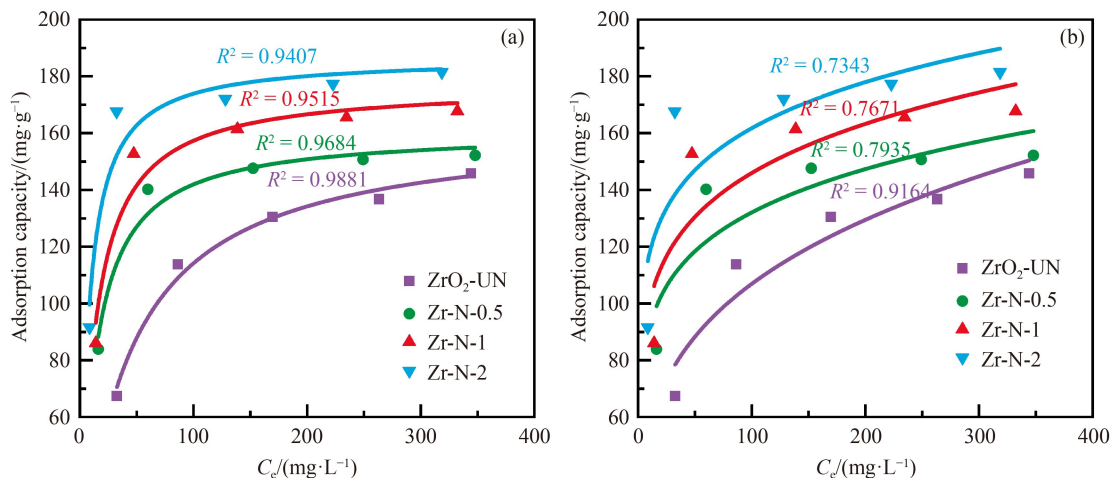 (a)
Adsorption capacity/(mg·g⁻¹)
200
180
160
140
120
100
80
60
R² = 0.9407
R² = 0.9515
R² = 0.9684
R² = 0.9881
ZrO₂-UN
Zr-N-0.5
Zr-N-1
Zr-N-2
0
100
200
300
400
Cₑ/(mg·L⁻¹)
(b)
Adsorption capacity/(mg·g⁻¹)
200
180
160
140
120
100
80
60
R² = 0.7343
R² = 0.7671
R² = 0.7935
R² = 0.9164
ZrO₂-UN
Zr-N-0.5
Zr-N-1
Zr-N-2
0
100
200
300
400
Cₑ/(mg·L⁻¹)